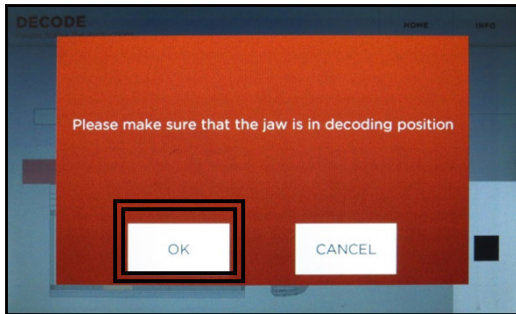 DECODE
HOME
INFO
Please make sure that the jaw is in decoding position
OK
CANCEL